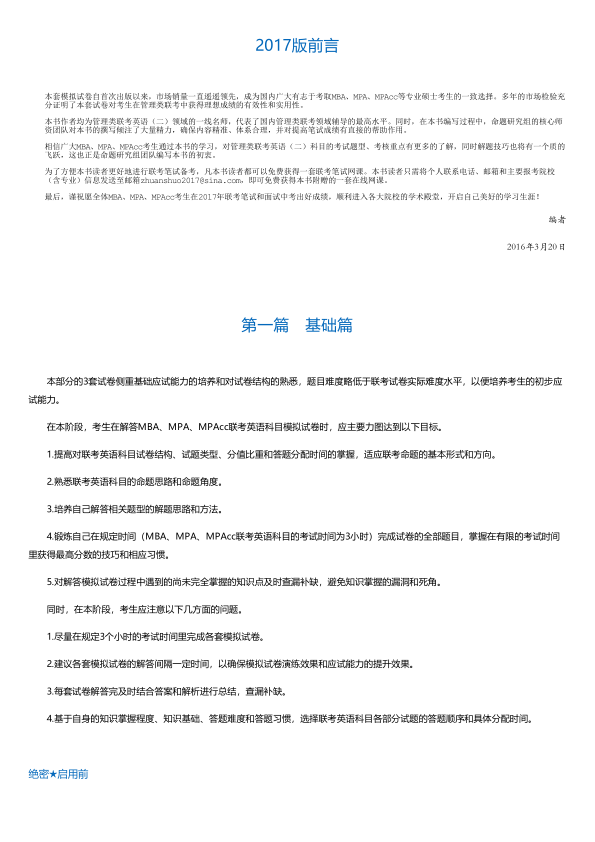 2017版前言
本套模拟试卷自首次出版以来，市场销量一直遥遥领先，成为国内广大有志于考取MBA、MPA、MPAcc等专业硕士考生的一致选择。多年的市场检验充
分证明了本套试卷对考生在管理类联考中获得理想成绩的有效性和实用性。
本书作者均为管理类联考英语（二）领域的一线名师，代表了国内管理类联考领域辅导的最高水平。同时，在本书编写过程中，命题研究组的核心师
资团队对本书的撰写倾注了大量精力，确保内容精准、体系合理，并对提高笔试成绩有直接的帮助作用。
相信广大MBA、MPA、MPAcc考生通过本书的学习，对管理类联考英语（二）科目的考试题型、考核重点有更多的了解，同时解题技巧也将有一个质的
飞跃，这也正是命题研究组团队编写本书的初衷。
为了方便本书读者更好地进行联考笔试备考，凡本书读者都可以免费获得一套联考笔试网课。本书读者只需将个人联系电话、邮箱和主要报考院校
（含专业）信息发送至邮箱zhuanshuo2017@sina.com，即可免费获得本书附赠的一套在线网课。
最后，谨祝愿全体MBA、MPA、MPAcc考生在2017年联考笔试和面试中考出好成绩，顺利进入各大院校的学术殿堂，开启自己美好的学习生涯！
编者
2016年3月20日
第一篇　基础篇
本部分的3套试卷侧重基础应试能力的培养和对试卷结构的熟悉，题目难度略低于联考试卷实际难度水平，以便培养考生的初步应
试能力。
在本阶段，考生在解答MBA、MPA、MPAcc联考英语科目模拟试卷时，应主要力图达到以下目标。
1.提高对联考英语科目试卷结构、试题类型、分值比重和答题分配时间的掌握，适应联考命题的基本形式和方向。
2.熟悉联考英语科目的命题思路和命题角度。
3.培养自己解答相关题型的解题思路和方法。
4.锻炼自己在规定时间（MBA、MPA、MPAcc联考英语科目的考试时间为3小时）完成试卷的全部题目，掌握在有限的考试时间
里获得最高分数的技巧和相应习惯。
5.对解答模拟试卷过程中遇到的尚未完全掌握的知识点及时查漏补缺，避免知识掌握的漏洞和死角。
同时，在本阶段，考生应注意以下几方面的问题。
1.尽量在规定3个小时的考试时间里完成各套模拟试卷。
2.建议各套模拟试卷的解答间隔一定时间，以确保模拟试卷演练效果和应试能力的提升效果。
3.每套试卷解答完及时结合答案和解析进行总结，查漏补缺。
4.基于自身的知识掌握程度、知识基础、答题难度和答题习惯，选择联考英语科目各部分试题的答题顺序和具体分配时间。
绝密★启用前